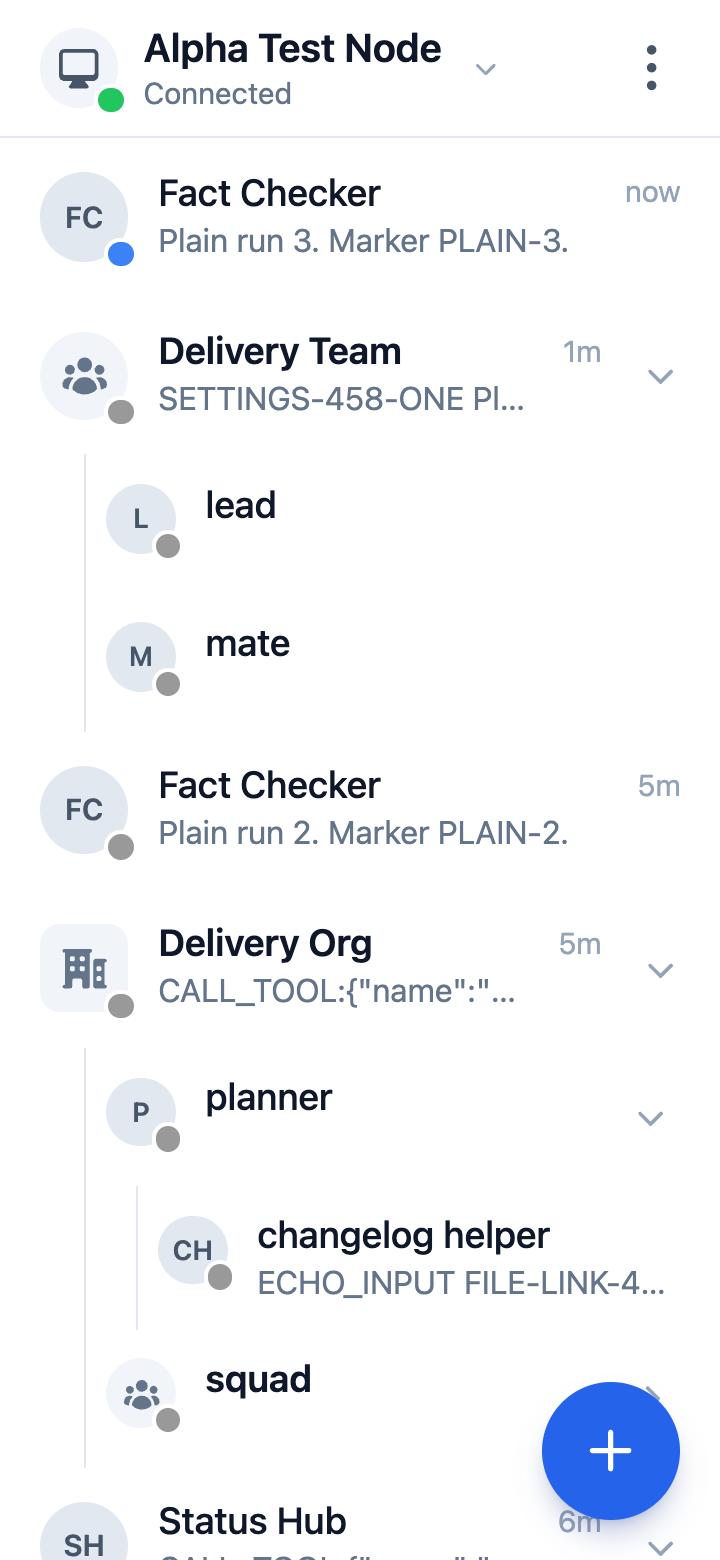 Alpha Test Node
Connected
FC
Fact Checker
now
Plain run 3. Marker PLAIN-3.
Delivery Team
1m
SETTINGS-458-ONE Pl...
L
lead
M
mate
FC
Fact Checker
5m
Plain run 2. Marker PLAIN-2.
Delivery Org
5m
CALL_TOOL:{"name":"...
P
planner
CH
changelog helper
ECHO_INPUT FILE-LINK-4...
squad
SH
Status Hub
6m